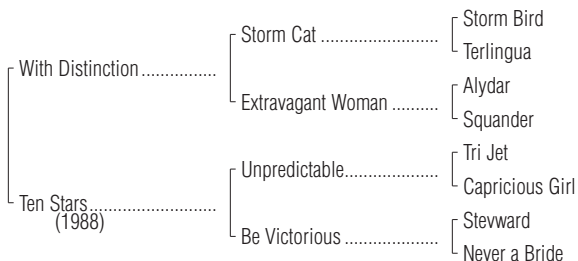 Storm Bird
Storm Cat ........................
Terlingua
With Distinction ...............
Alydar
Extravagant Woman ..........
Squander
Tri Jet
Unpredictable....................
Capricious Girl
Ten Stars .........................
(1988)
Stevward
Be Victorious ....................
Never a Bride